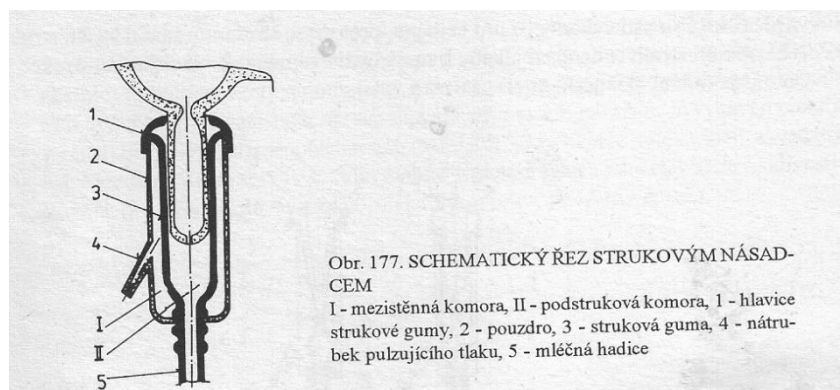 1
2
3
4
I
II
5
Obr. 177. SCHEMATICKÝ ŘEZ STRUKOVÝM NÁSAD-
CEM
I - mezistěnná komora, II - podstruková komora, 1 - hlavice
strukové gumy, 2 - pouzdro, 3 - struková guma, 4 - nátru-
bek pulzujícího tlaku, 5 - mléčná hadice